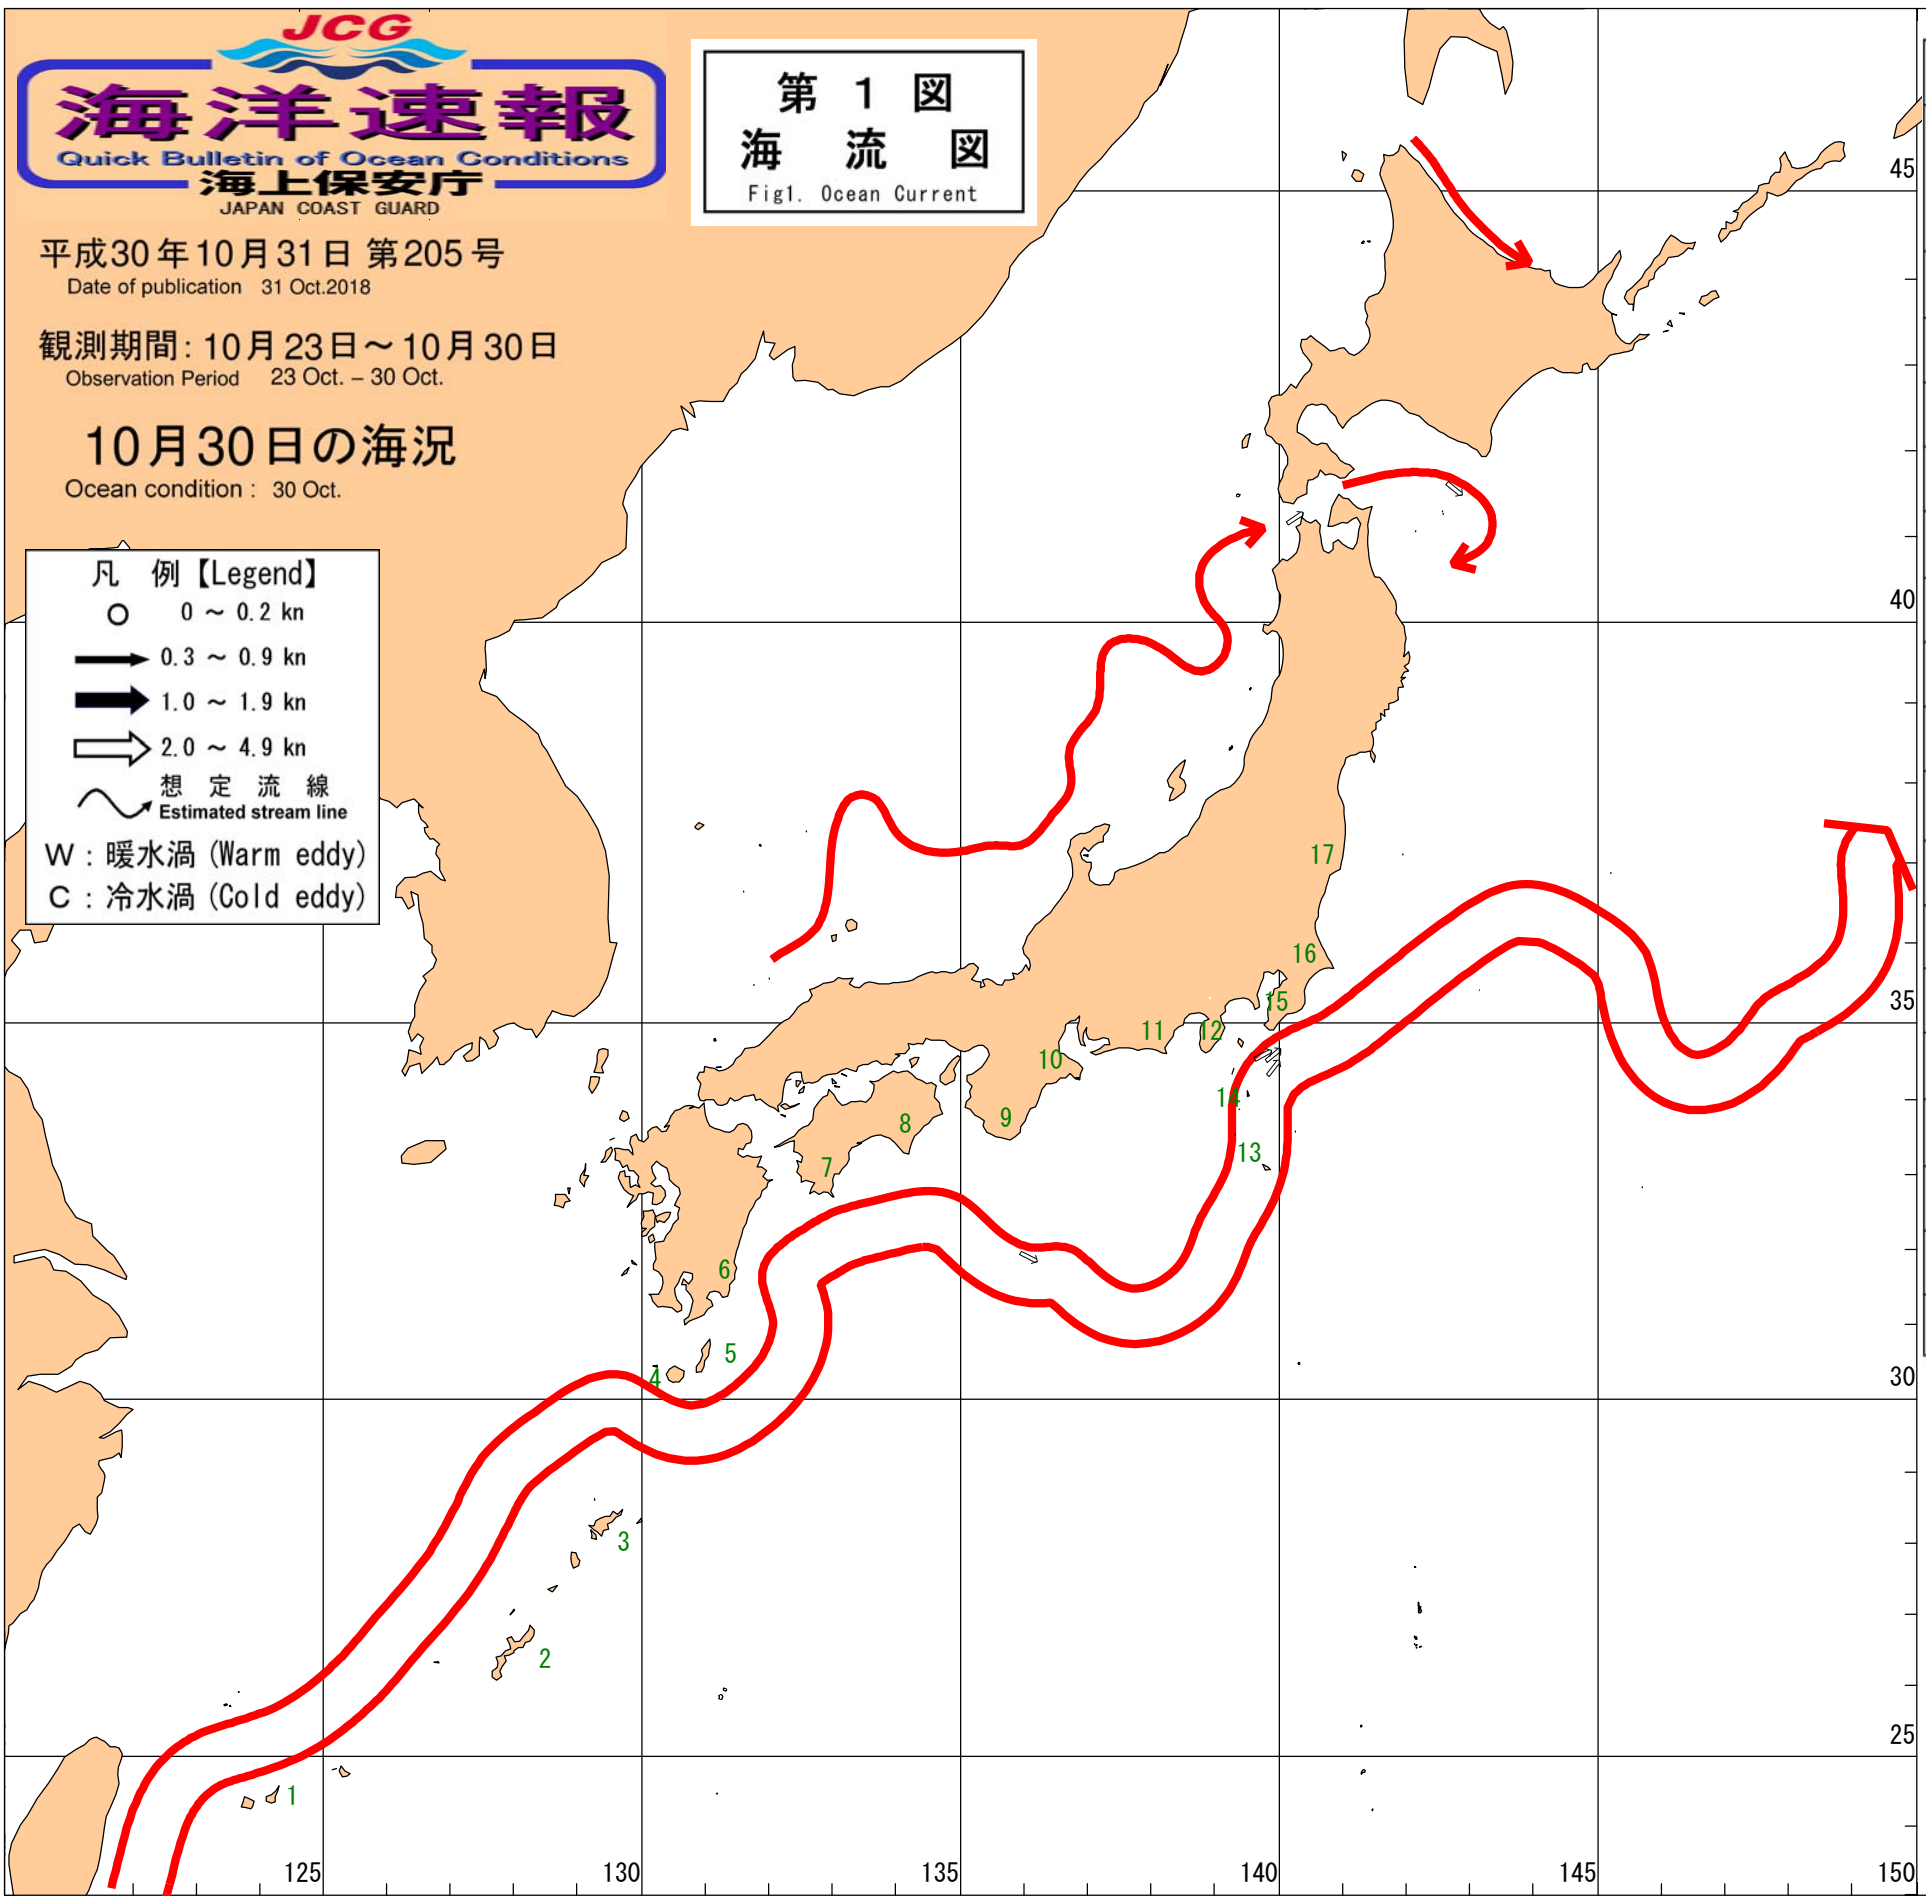 JCG
海洋速報
Quick Bulletin of Ocean Conditions
海上保安庁
JAPAN COAST GUARD
第 1 図
海 流 図
Fig1. Ocean Current
平成30年10月31日 第205号
Date of publication 31 Oct.2018
観測期間: 10月23日～10月30日
Observation Period 23 Oct. – 30 Oct.
10月30日の海況
Ocean condition : 30 Oct.
凡 例【Legend】
0 ～ 0.2 kn
0.3 ～ 0.9 kn
1.0 ～ 1.9 kn
2.0 ～ 4.9 kn
想 定 流 線
Estimated stream line
W : 暖水渦 (Warm eddy)
C : 冷水渦 (Cold eddy)
45
40
35
30
25
17
16
15
12
11
10
14
9
8
13
7
6
5
4
3
2
1
125
130
135
140
145
150